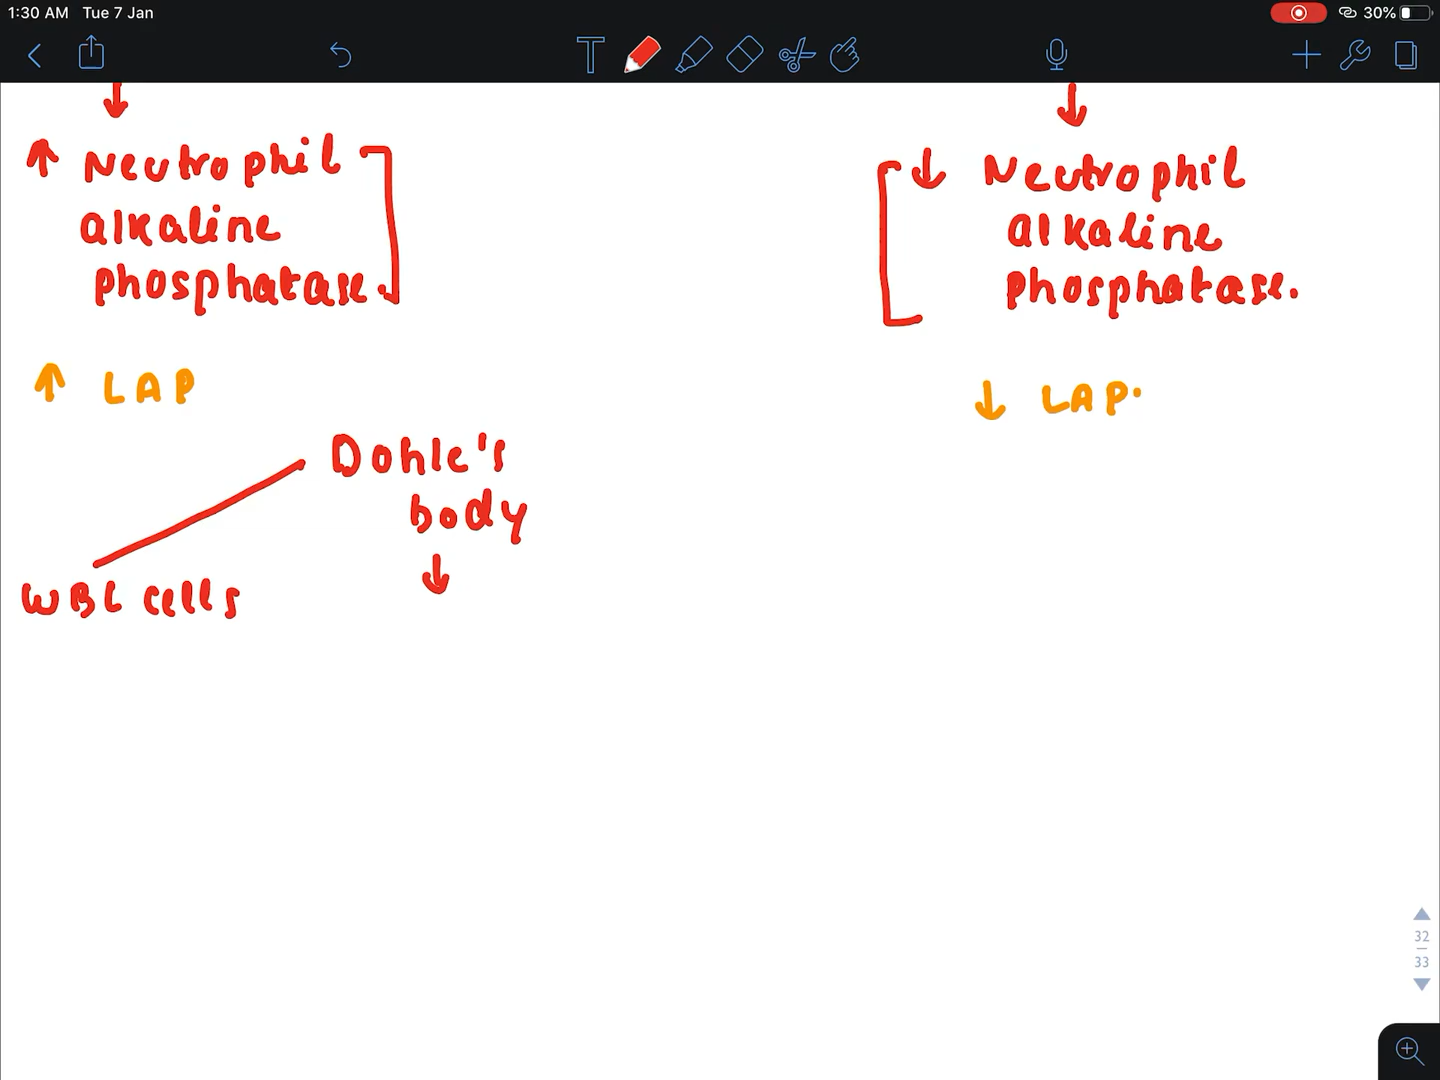 1:30 AM Tue 7 Jan
30%
T
↓
↑ Neutrophil
alkaline
phosphatase.
↑ LAP
Dohle's
body
↓
WBC cells
↓
↓ Neutrophil
alkaline
phosphatase.
↓ LAP.
32
33